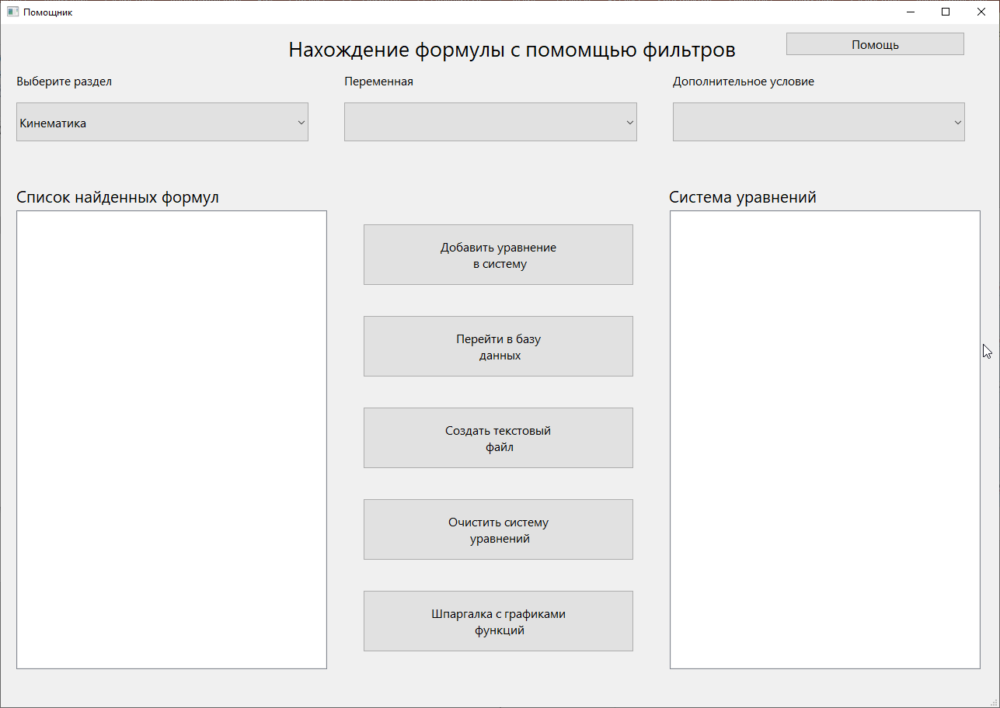 Помощник
Нахождение формулы с помомщью фильтров
Помощь
Выберите раздел
Переменная
Дополнительное условие
Кинематика
Список найденных формул
Система уравнений
Добавить уравнение
в систему
Перейти в базу
данных
Создать текстовый
файл
Очистить систему
уравнений
Шпаргалка с графиками
функций